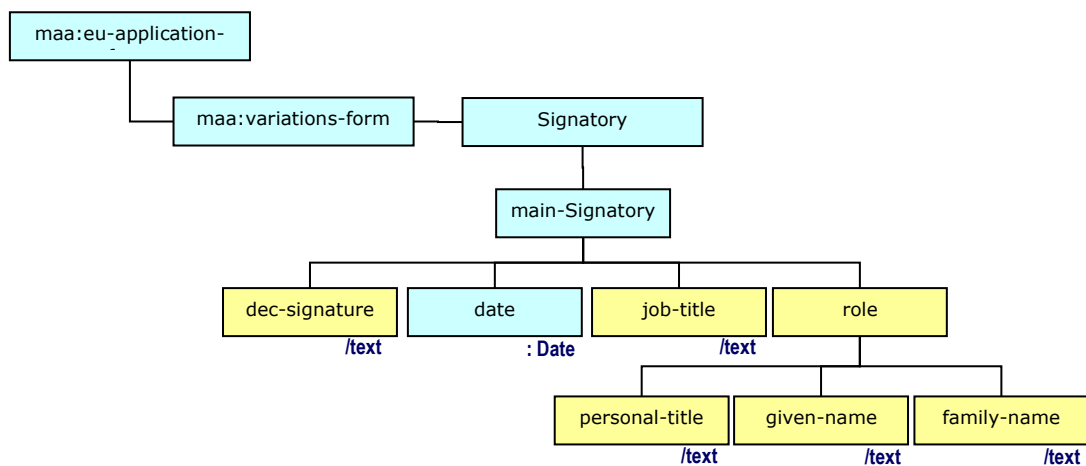 maa:eu-application-
maa:variations-form
Signatory
main-Signatory
dec-signature
date
job-title
role
/text
: Date
/text
personal-title
given-name
family-name
/text
/text
/text